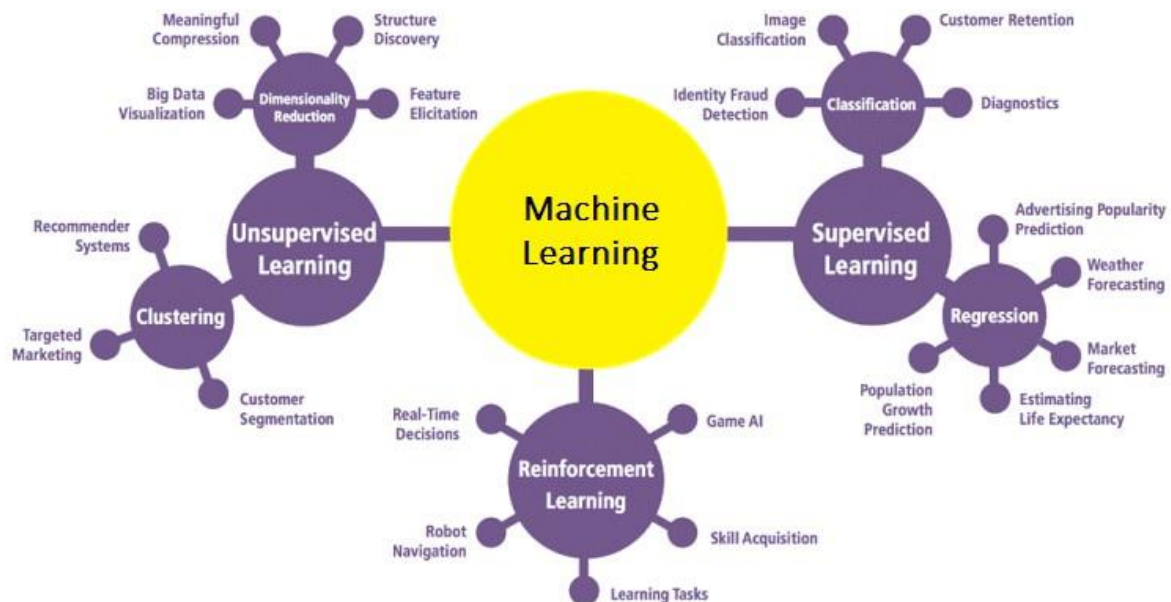 Meaningful
Compression
Structure
Discovery
Big Data
Visualization
Dimensionality
Reduction
Feature
Elicitation
Recommender
Systems
Unsupervised
Learning
Clustering
Targeted
Marketing
Customer
Segmentation
Machine
Learning
Image
Classification
Customer Retention
Identity Fraud
Detection
Classification
Diagnostics
Supervised
Learning
Advertising Popularity
Prediction
Weather
Forecasting
Regression
Market
Forecasting
Population
Growth
Prediction
Estimating
Life Expectancy
Real-Time
Decisions
Game AI
Reinforcement
Learning
Robot
Navigation
Skill Acquisition
Learning Tasks